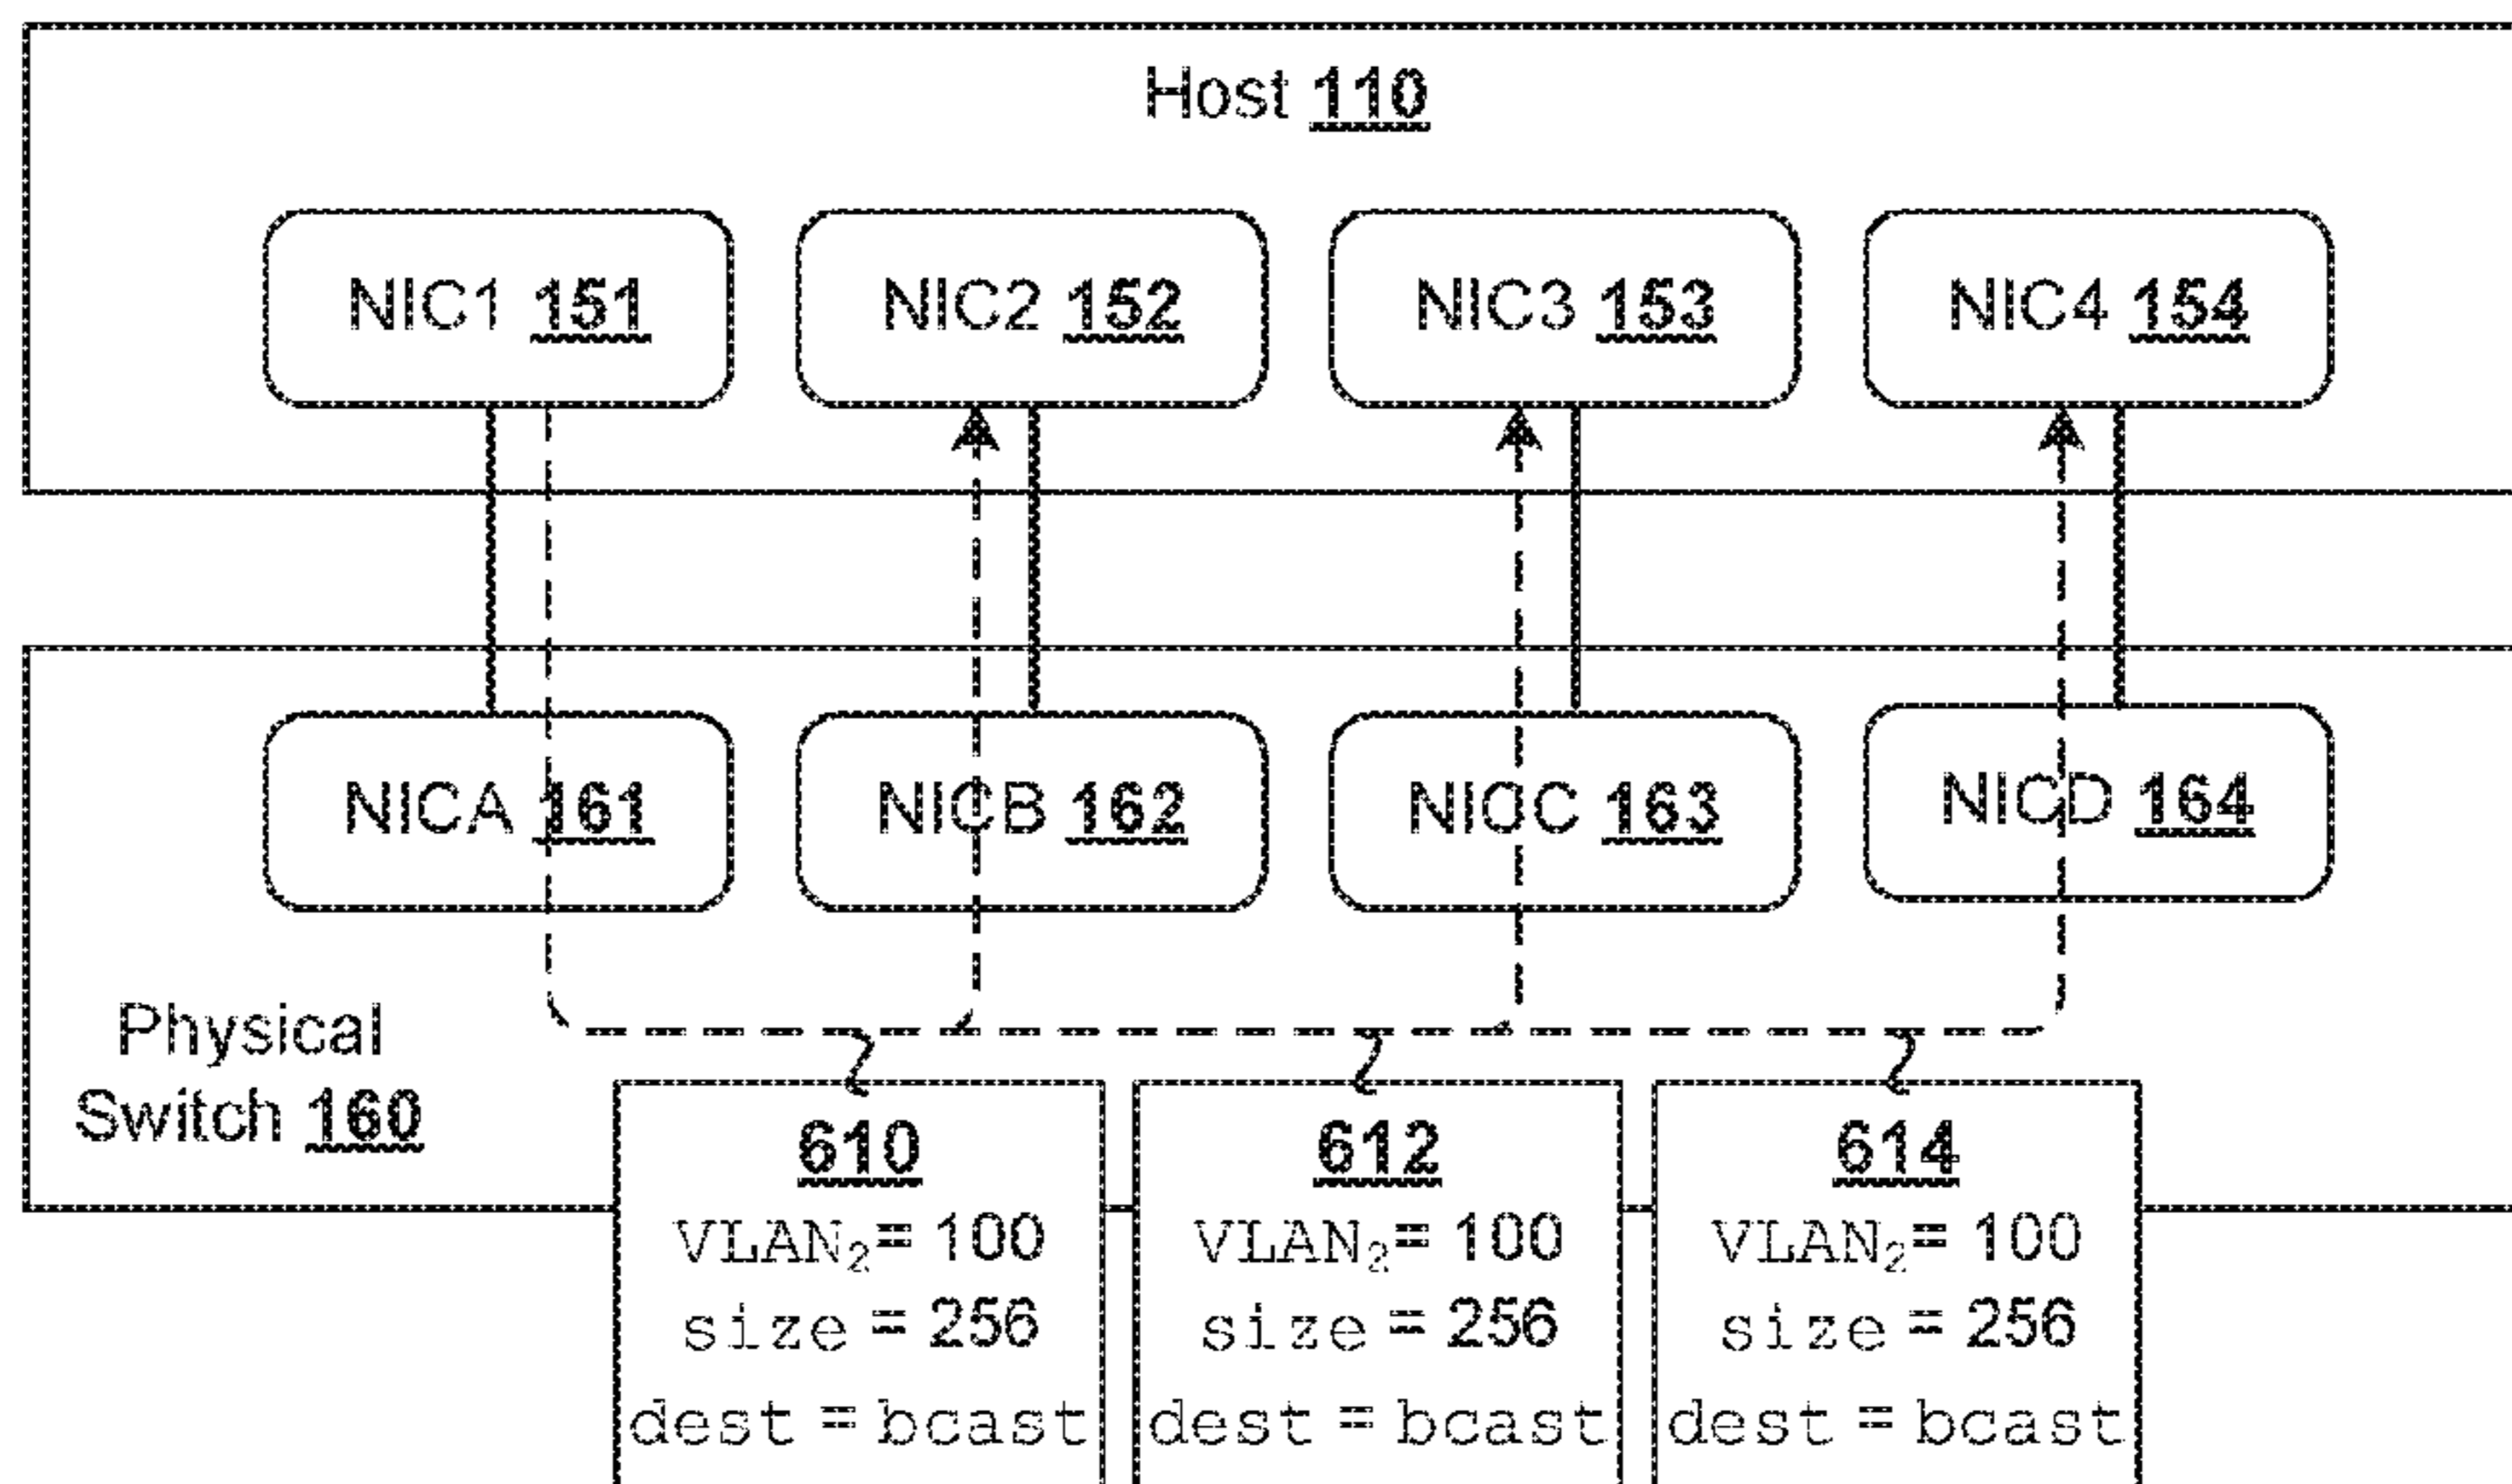 Host 110
NIC1 151
NIC2 152
NIC3 153
NIC4 154
NICA 161
NICB 162
NICC 163
NICD 164
Physical
Switch 160
610
VLAN₂= 100
size = 256
dest = bcast
612
VLAN₂= 100
size = 256
dest = bcast
614
VLAN₂= 100
size = 256
dest = bcast